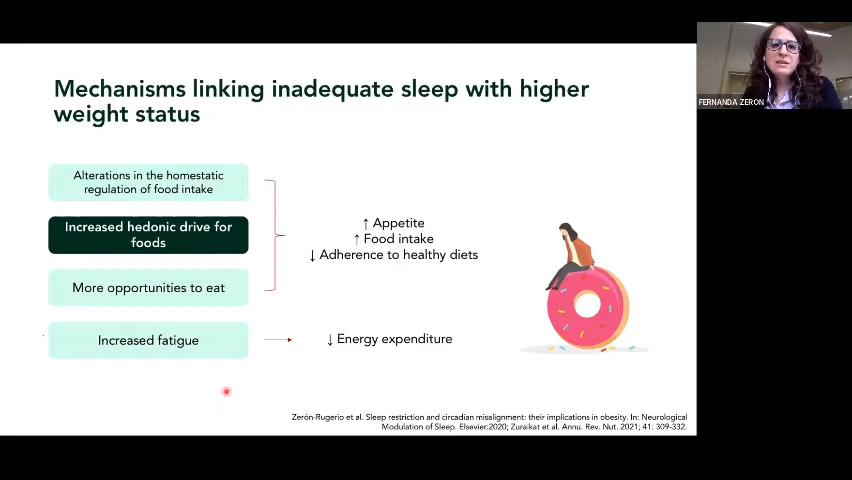 Mechanisms linking inadequate sleep with higher
weight status
Alterations in the homestatic
regulation of food intake
Increased hedonic drive for
foods
More opportunities to eat
Increased fatigue
↑ Appetite
↑ Food intake
↓ Adherence to healthy diets
↓ Energy expenditure
Zerón-Rugerio et al. Sleep restriction and circadian misalignment: their implications in obesity. In: Neurological
Modulation of Sleep. Elsevier:2020; Zuraikat et al. Annu. Rev. Nut. 2021; 41: 309-332.
FERNANDA ZERON